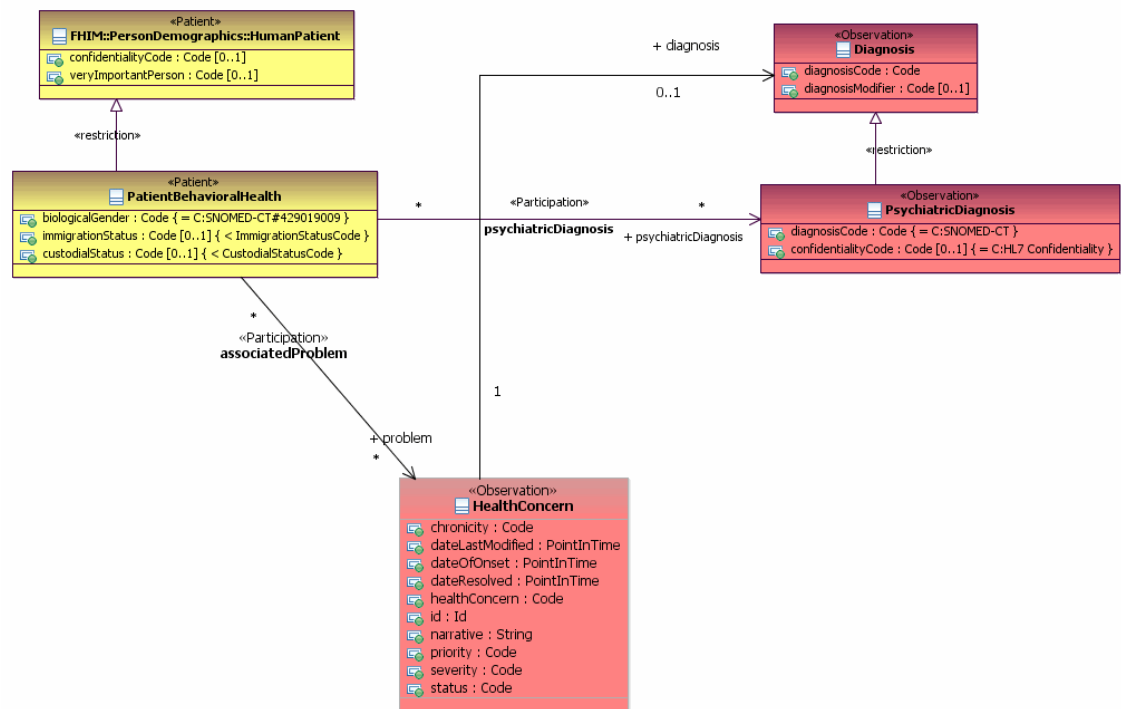 «Patient»
FHIM::PersonDemographics::HumanPatient
confidentialityCode : Code [0..1]
veryImportantPerson : Code [0..1]
«restriction»
«Patient»
PatientBehavioralHealth
biologicalGender : Code { = C:SNOMED-CT#429019009 }
immigrationStatus : Code [0..1] { < ImmigrationStatusCode }
custodialStatus : Code [0..1] { < CustodialStatusCode }
+ diagnosis
0..1
«Observation»
Diagnosis
diagnosisCode : Code
diagnosisModifier : Code [0..1]
«restriction»
*
«Participation»
psychiatricDiagnosis
*
+ psychiatricDiagnosis
«Observation»
PsychiatricDiagnosis
diagnosisCode : Code { = C:SNOMED-CT }
confidentialityCode : Code [0..1] { = C:HL7 Confidentiality }
*
«Participation»
associatedProblem
1
+ problem
*
«Observation»
HealthConcern
chronicity : Code
dateLastModified : PointInTime
dateOfOnset : PointInTime
dateResolved : PointInTime
healthConcern : Code
id : Id
narrative : String
priority : Code
severity : Code
status : Code